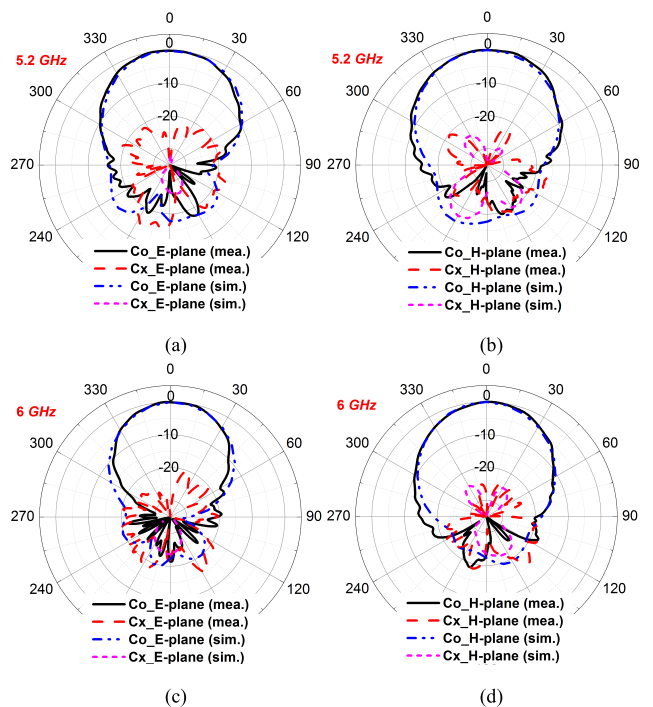 0
330
30
5.2 GHz
0
300
60
-10
-20
270
90
240
120
Co_E-plane (mea.)
Cx_E-plane (mea.)
Co_E-plane (sim.)
Cx_E-plane (sim.)
(a)
0
330
30
5.2 GHz
0
300
60
-10
-20
270
90
240
120
Co_H-plane (mea.)
Cx_H-plane (mea.)
Co_H-plane (sim.)
Cx_H-plane (sim.)
(b)
0
330
30
6 GHz
0
300
60
-10
-20
270
90
240
120
Co_E-plane (mea.)
Cx_E-plane (mea.)
Co_E-plane (sim.)
Cx_E-plane (sim.)
(c)
0
330
30
6 GHz
0
300
60
-10
-20
270
90
240
120
Co_H-plane (mea.)
Cx_H-plane (mea.)
Co_H-plane (sim.)
Cx_H-plane (sim.)
(d)